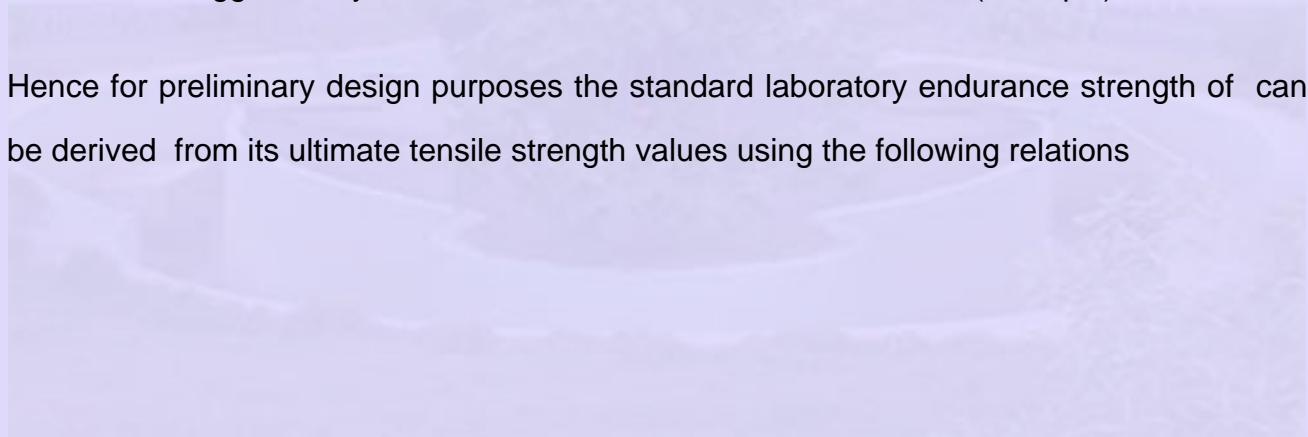 Hence for preliminary design purposes the standard laboratory endurance strength of can
be derived from its ultimate tensile strength values using the following relations